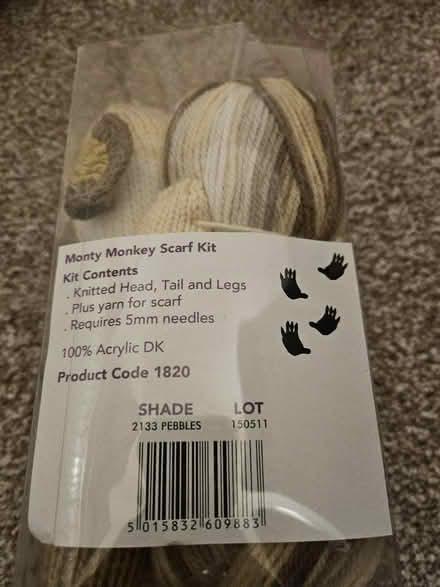 Monty Monkey Scarf Kit
Kit Contents
. Knitted Head, Tail and Legs
. Plus yarn for scarf
. Requires 5mm needles
100% Acrylic DK
Product Code 1820
SHADE LOT
2133 PEBBLES 150511
5 015832 609883